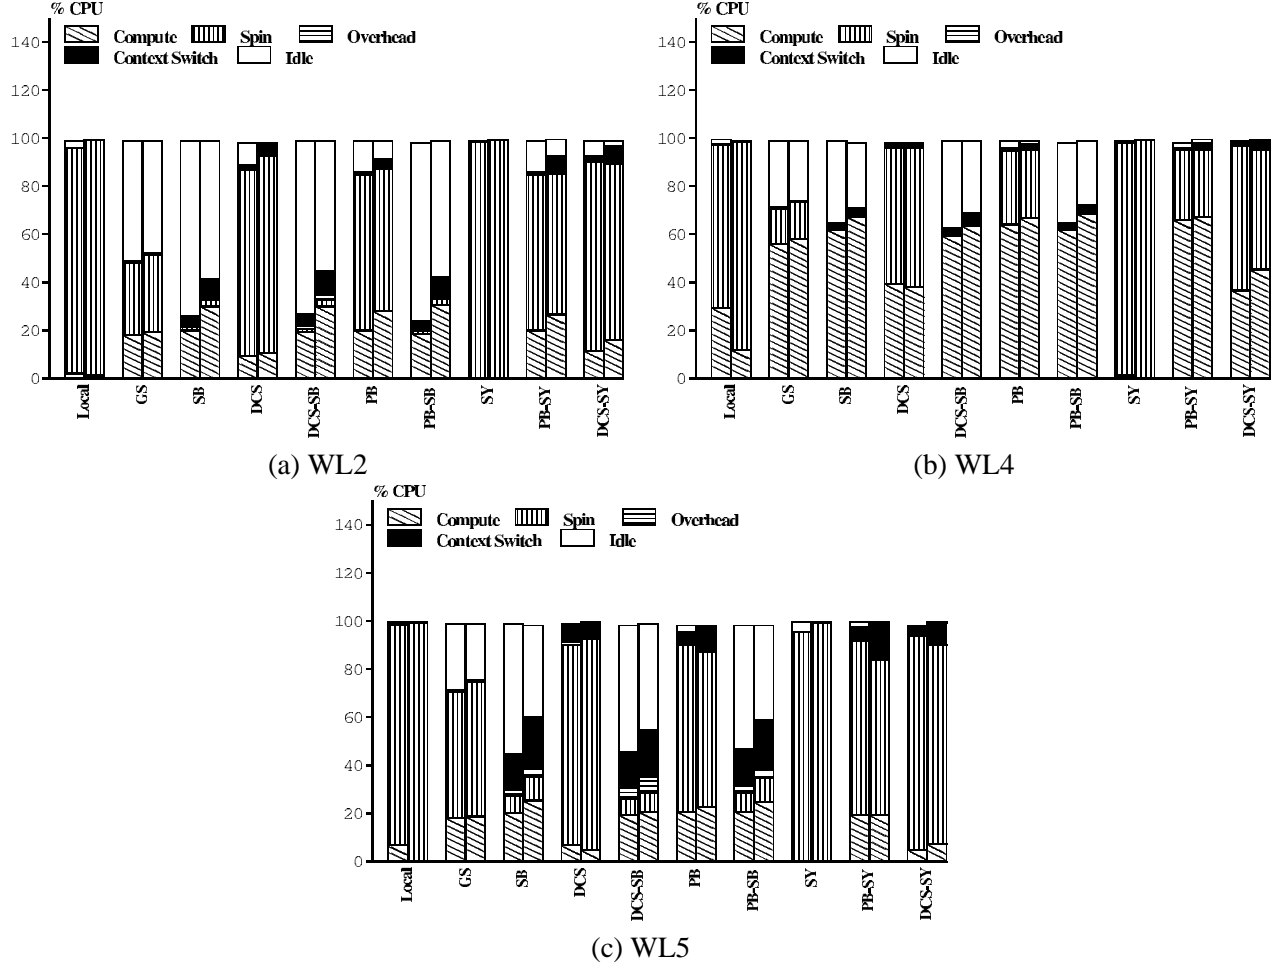 % CPU
Compute Spin Overhead
Context Switch Idle
140
120
100
80
60
40
20
0
Local GS SB DCS DCS-SB PB PB-SB SY PB-SY DCS-SY
(a) WL2
% CPU
Compute Spin Overhead
Context Switch Idle
140
120
100
80
60
40
20
0
Local GS SB DCS DCS-SB PB PB-SB SY PB-SY DCS-SY
(b) WL4
% CPU
Compute Spin Overhead
Context Switch Idle
140
120
100
80
60
40
20
0
Local GS SB DCS DCS-SB PB PB-SB SY PB-SY DCS-SY
(c) WL5